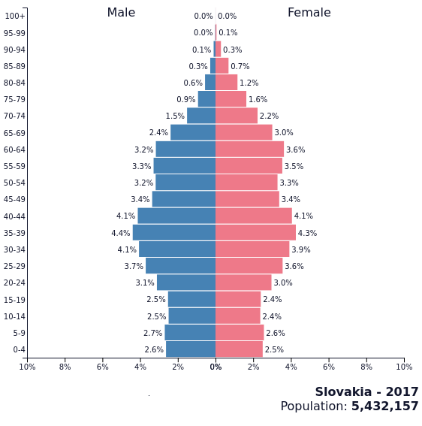 Male Female
100+ 0.0% 0.0%
95-99 0.0% 0.1%
90-94 0.1% 0.3%
85-89 0.3% 0.7%
80-84 0.6% 1.2%
75-79 0.9% 1.6%
70-74 1.5% 2.2%
65-69 2.4% 3.0%
60-64 3.2% 3.6%
55-59 3.3% 3.5%
50-54 3.2% 3.3%
45-49 3.4% 3.4%
40-44 4.1% 4.1%
35-39 4.4% 4.3%
30-34 4.1% 3.9%
25-29 3.7% 3.6%
20-24 3.1% 3.0%
15-19 2.5% 2.4%
10-14 2.5% 2.4%
5-9 2.7% 2.6%
0-4 2.6% 2.5%
10% 8% 6% 4% 2% 0% 2% 4% 6% 8% 10%
Slovakia - 2017
Population: 5,432,157